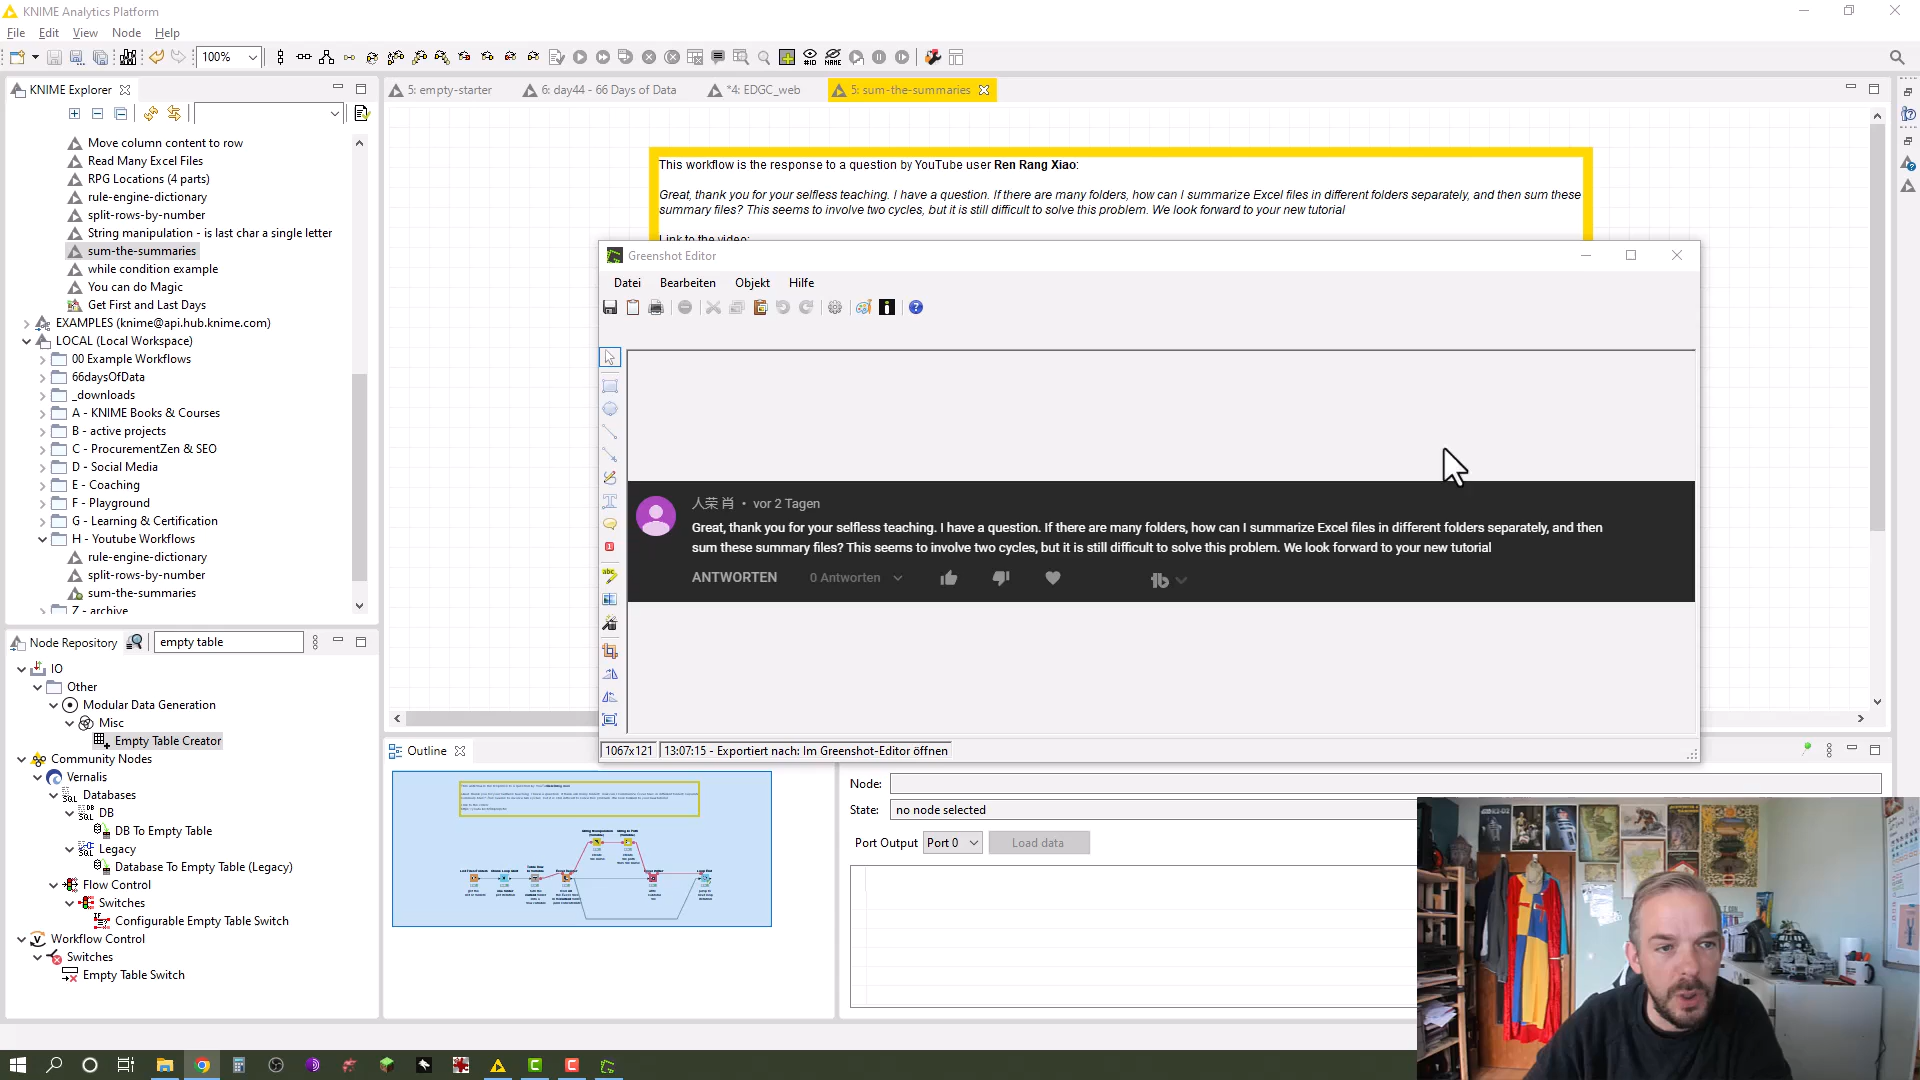 KNIME Analytics Platform
File Edit View Node Help
100%
KNIME Explorer
5: empty-starter
6: day44 - 66 Days of Data
*4: EDGC_web
5: sum-the-summaries
Move column content to row
Read Many Excel Files
RPG Locations (4 parts)
rule-engine-dictionary
split-rows-by-number
String manipulation - is last char a single letter
sum-the-summaries
while condition example
You can do Magic
Get First and Last Days
EXAMPLES (knime@api.hub.knime.com)
LOCAL (Local Workspace)
00 Example Workflows
66daysOfData
_downloads
A - KNIME Books & Courses
B - active projects
C - ProcurementZen & SEO
D - Social Media
E - Coaching
F - Playground
G - Learning & Certification
H - Youtube Workflows
rule-engine-dictionary
split-rows-by-number
sum-the-summaries
Z - archive
This workflow is the response to a question by YouTube user Ren Rang Xiao:
Great, thank you for your selfless teaching. I have a question. If there are many folders, how can I summarize Excel files in different folders separately, and then sum these
summary files? This seems to involve two cycles, but it is still difficult to solve this problem. We look forward to your new tutorial
Link to the video:
Greenshot Editor
Datei Bearbeiten Objekt Hilfe
人荣肖 • vor 2 Tagen
Great, thank you for your selfless teaching. I have a question. If there are many folders, how can I summarize Excel files in different folders separately, and then
sum these summary files? This seems to involve two cycles, but it is still difficult to solve this problem. We look forward to your new tutorial
ANTWORTEN 0 Antworten
1067x121 13:07:15 - Exportiert nach: Im Greenshot-Editor öffnen
Node Repository empty table
IO
Other
Modular Data Generation
Misc
Empty Table Creator
Community Nodes
Vernalis
Databases
DB
DB To Empty Table
Legacy
Database To Empty Table (Legacy)
Flow Control
Switches
Configurable Empty Table Switch
Workflow Control
Switches
Empty Table Switch
Outline
Node:
State: no node selected
Port Output Port 0 Load data